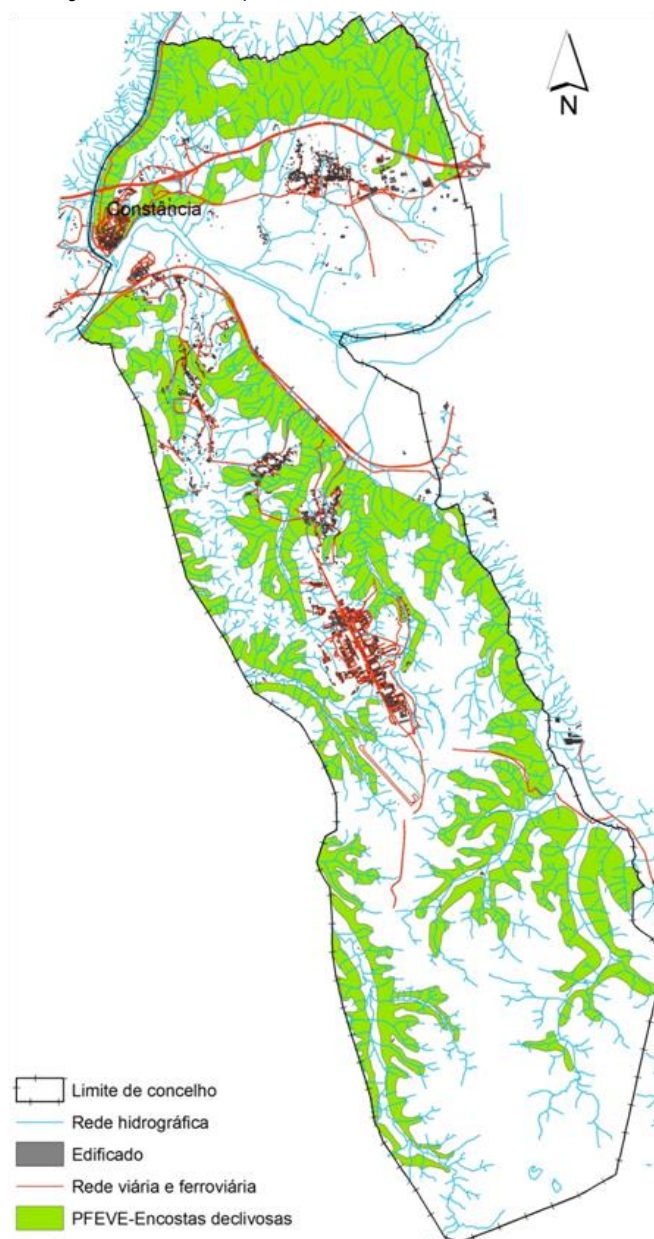 N
Constância
Limite de concelho
Rede hidrográfica
Edificado
Rede viária e ferroviária
PFEVE-Encostas declivosas